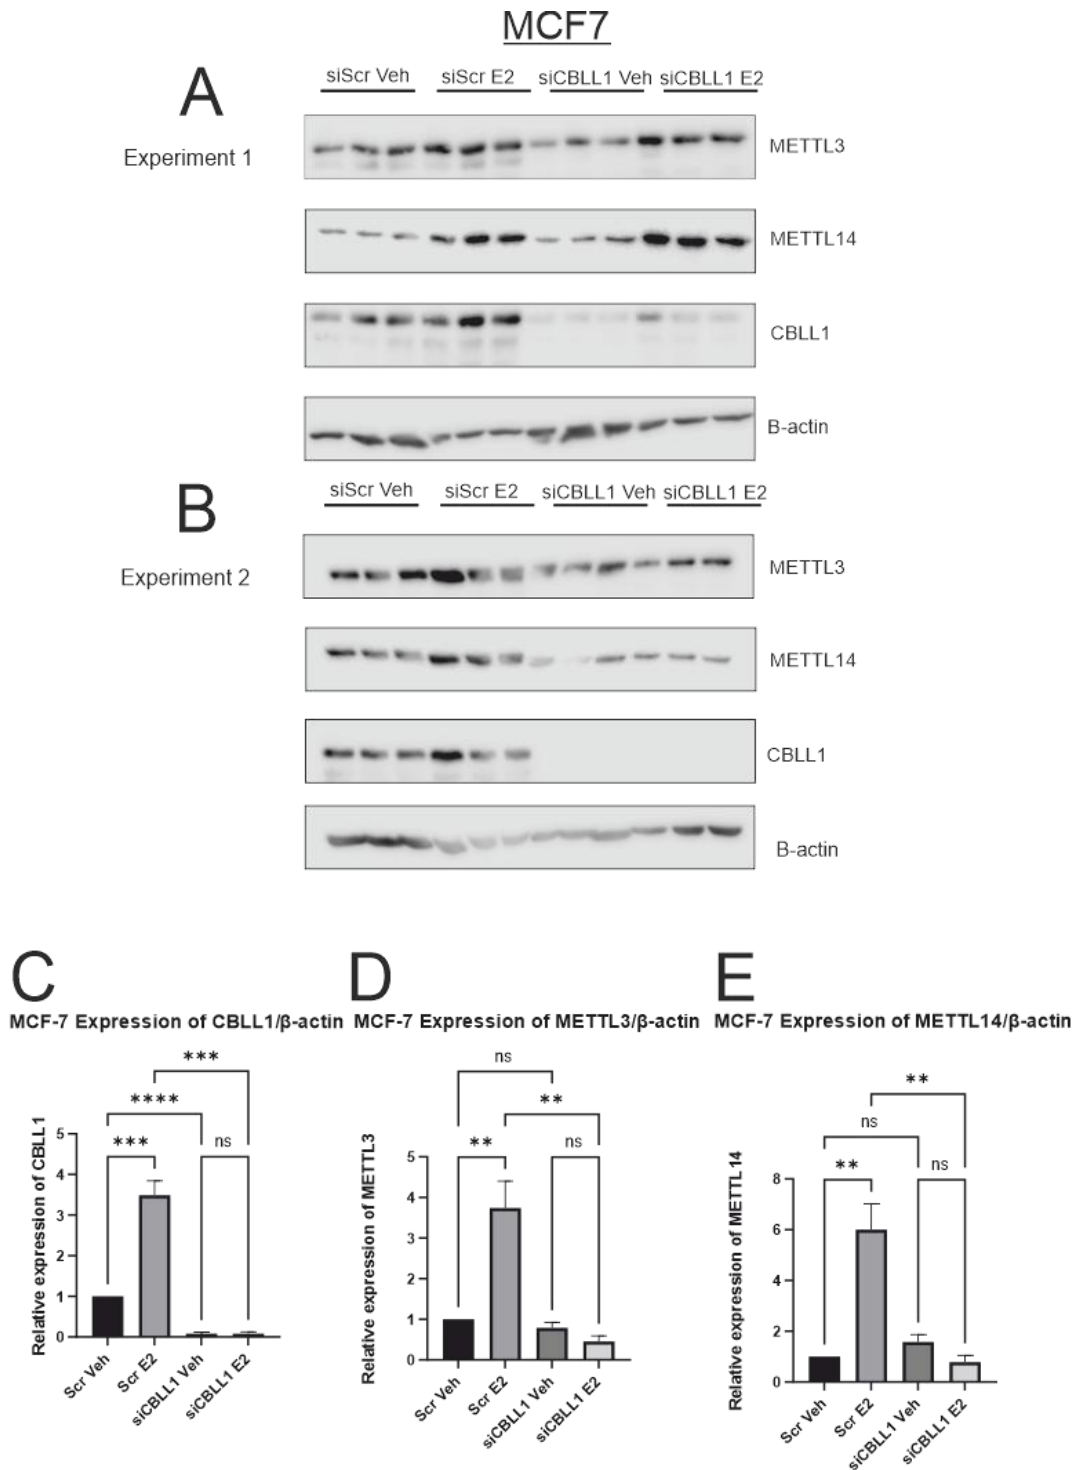 MCF7
A
siScr Veh siScr E2 siCBLL1 Veh siCBLL1 E2
Experiment 1
METTL3
METTL14
CBLL1
B-actin
B
siScr Veh siScr E2 siCBLL1 Veh siCBLL1 E2
Experiment 2
METTL3
METTL14
CBLL1
B-actin
C
MCF-7 Expression of CBLL1/β-actin
Relative expression of CBLL1
***
****
***
ns
5
4
3
2
1
0
Scr Veh
Scr E2
siCBLL1 Veh
siCBLL1 E2
D
MCF-7 Expression of METTL3/β-actin
Relative expression of METTL3
ns
**
**
ns
5
4
3
2
1
0
Scr Veh
Scr E2
siCBLL1 Veh
siCBLL1 E2
E
MCF-7 Expression of METTL14/β-actin
Relative expression of METTL14
**
ns
**
ns
8
6
4
2
0
Scr Veh
Scr E2
siCBLL1 Veh
siCBLL1 E2